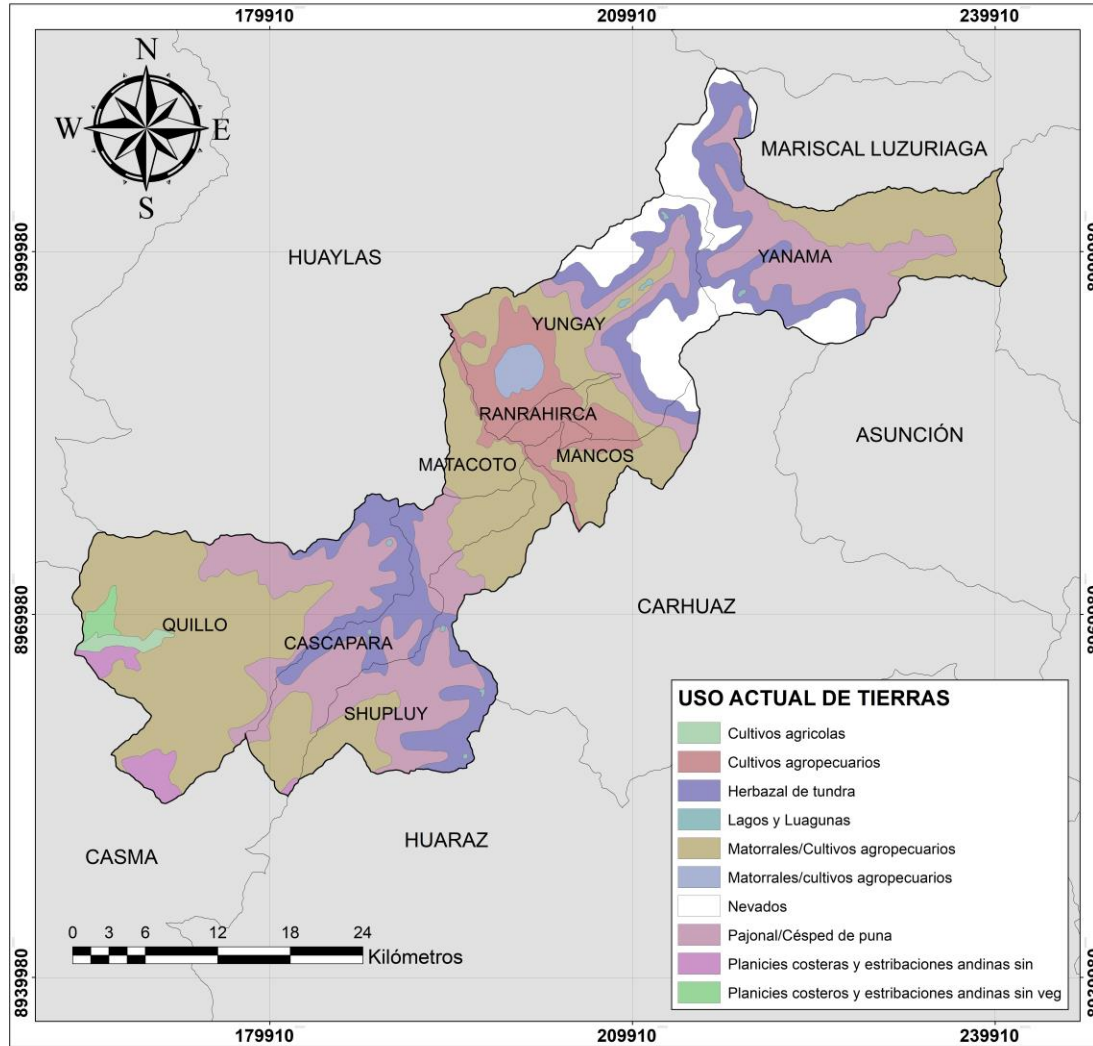 179910
209910
239910
N
W
E
S
MARISCAL LUZURIAGA
8999980
HUAYLAS
YANAMA
8999980
YUNGAY
RANRAHIRCA
ASUNCIÓN
MATACOTO
MANCOS
8969980
CARHUAZ
8969980
QUILLO
CASCAPARA
SHUPLUY
USO ACTUAL DE TIERRAS
Cultivos agricolas
Cultivos agropecuarios
Herbazal de tundra
Lagos y Luagunas
Matorrales/Cultivos agropecuarios
Matorrales/cultivos agropecuarios
Nevados
Pajonal/Césped de puna
Planicies costeras y estribaciones andinas sin
Planicies costeros y estribaciones andinas sin veg
HUARAZ
CASMA
0 3 6 12 18 24
Kilómetros
8939980
8939980
179910
209910
239910